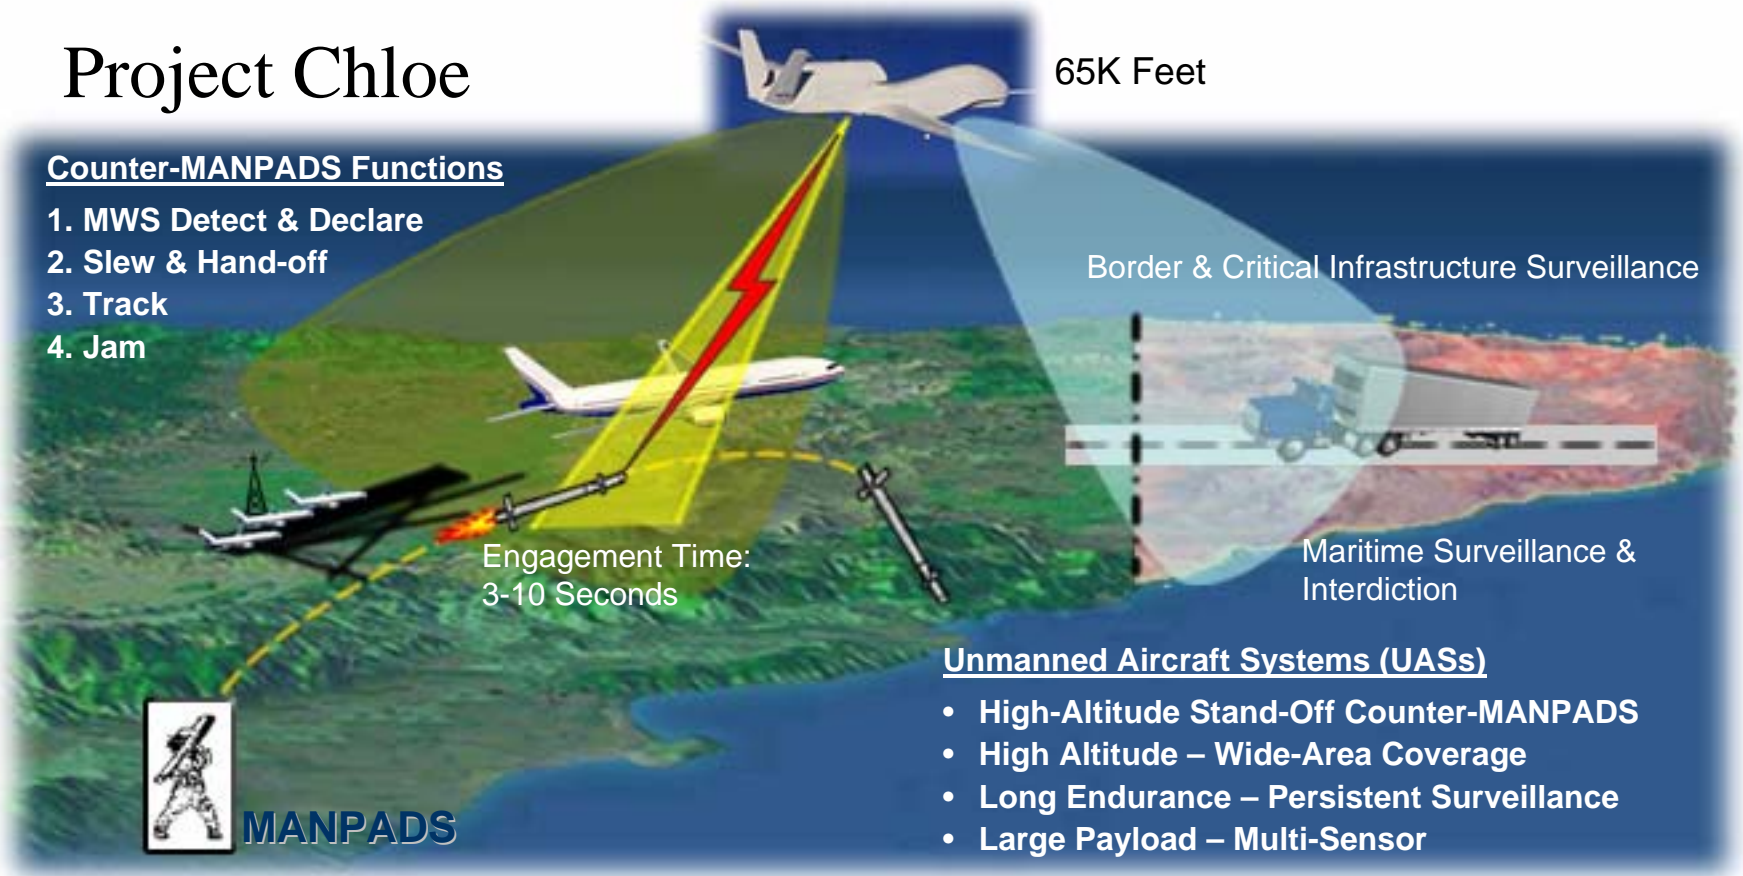 Project Chloe
65K Feet
Counter-MANPADS Functions
1. MWS Detect & Declare
2. Slew & Hand-off
3. Track
4. Jam
Border & Critical Infrastructure Surveillance
Engagement Time:
3-10 Seconds
Maritime Surveillance &
Interdiction
Unmanned Aircraft Systems (UASs)
• High-Altitude Stand-Off Counter-MANPADS
• High Altitude – Wide-Area Coverage
• Long Endurance – Persistent Surveillance
• Large Payload – Multi-Sensor
MANPADS